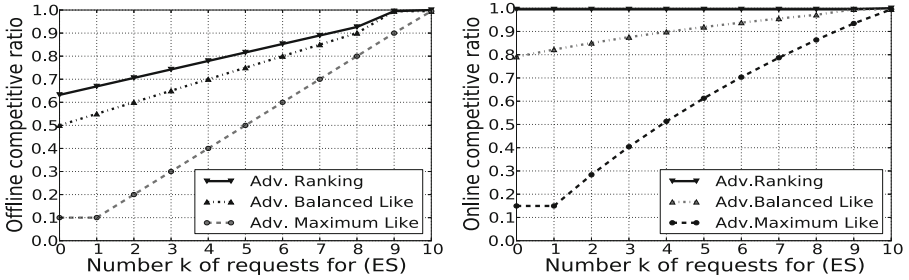 Offline competitive ratio
1.0
0.9
0.8
0.7
0.6
0.5
0.4
0.3
0.2
0.1
0.0
Adv. Ranking
Adv. Balanced Like
Adv. Maximum Like
0 1 2 3 4 5 6 7 8 9 10
Number k of requests for (ES)
Online competitive ratio
1.0
0.9
0.8
0.7
0.6
0.5
0.4
0.3
0.2
0.1
0.0
Adv.Ranking
Adv.Balanced Like
Adv.Maximum Like
0 1 2 3 4 5 6 7 8 9 10
Number k of requests for (ES)